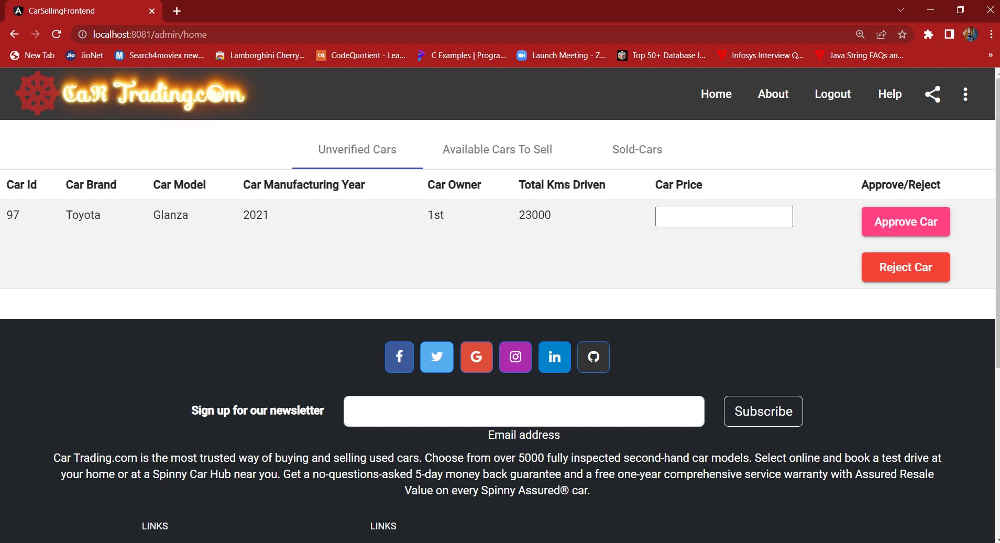 CarSellingFrontend
localhost:8081/admin/home
New Tab JioNet Search4moviex new... Lamborghini Cherry... CodeQuotient - Lea... C Examples | Progra... Launch Meeting - Z... Top 50+ Database I... Infosys Interview Q... Java String FAQs an... »
CaR Trading.com Home About Logout Help
Unverified Cars Available Cars To Sell Sold-Cars
Car Id Car Brand Car Model Car Manufacturing Year Car Owner Total Kms Driven Car Price Approve/Reject
97 Toyota Glanza 2021 1st 23000 Approve Car
Reject Car
Sign up for our newsletter Subscribe
Email address
Car Trading.com is the most trusted way of buying and selling used cars. Choose from over 5000 fully inspected second-hand car models. Select online and book a test drive at
your home or at a Spinny Car Hub near you. Get a no-questions-asked 5-day money back guarantee and a free one-year comprehensive service warranty with Assured Resale
Value on every Spinny Assured® car.
LINKS LINKS